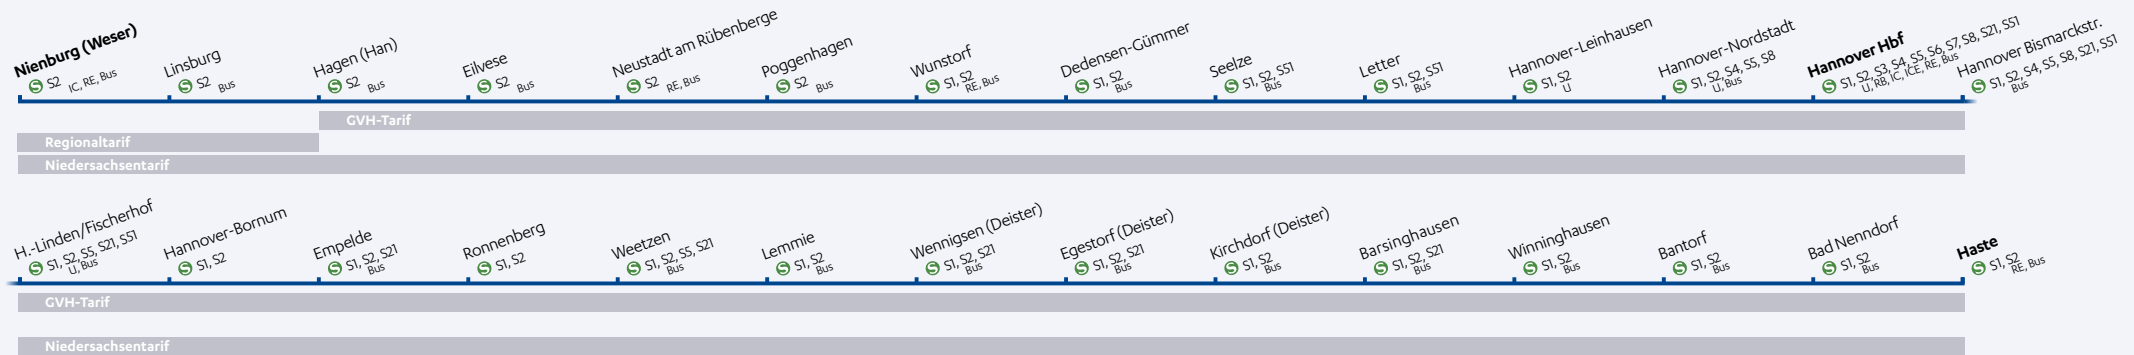 Nienburg (Weser)
S2 IC, RE, Bus
Linsburg
S2 Bus
Hagen (Han)
S2 Bus
Eilvese
S2 Bus
Neustadt am Rübenberge
S2 RE, Bus
Poggenhagen
S2 Bus
Wunstorf
S1, S2
RE, Bus
Dedensen-Gümmer
S1, S2
Bus
Seelze
S1, S2, S51
Bus
Letter
S1, S2, S51
Bus
Hannover-Leinhausen
S1, S2
U
Hannover-Nordstadt
S1, S2, S4, S5, S8
U, Bus
Hannover Hbf
S1, S2, S3, S4, S5, S6, S7, S8, S21, S51
U, RB, IC, ICE, RE, Bus
Hannover Bismarckstr.
S1, S2, S4, S5, S8, S21, S51
Bus
GVH-Tarif
Regionaltarif
Niedersachsentarif
H.-Linden/Fischerhof
S1, S2, S5, S21, S51
U, Bus
Hannover-Bornum
S1, S2
Empelde
S1, S2, S21
Bus
Ronnenberg
S1, S2
Weetzen
S1, S2, S5, S21
Bus
Lemmie
S1, S2
Bus
Wennigsen (Deister)
S1, S2, S21
Bus
Egestorf (Deister)
S1, S2, S21
Bus
Kirchdorf (Deister)
S1, S2
Bus
Barsinghausen
S1, S2, S21
Bus
Winninghausen
S1, S2
Bus
Bantorf
S1, S2
Bus
Bad Nenndorf
S1, S2
Bus
Haste
S1, S2
RE, Bus
GVH-Tarif
Niedersachsentarif